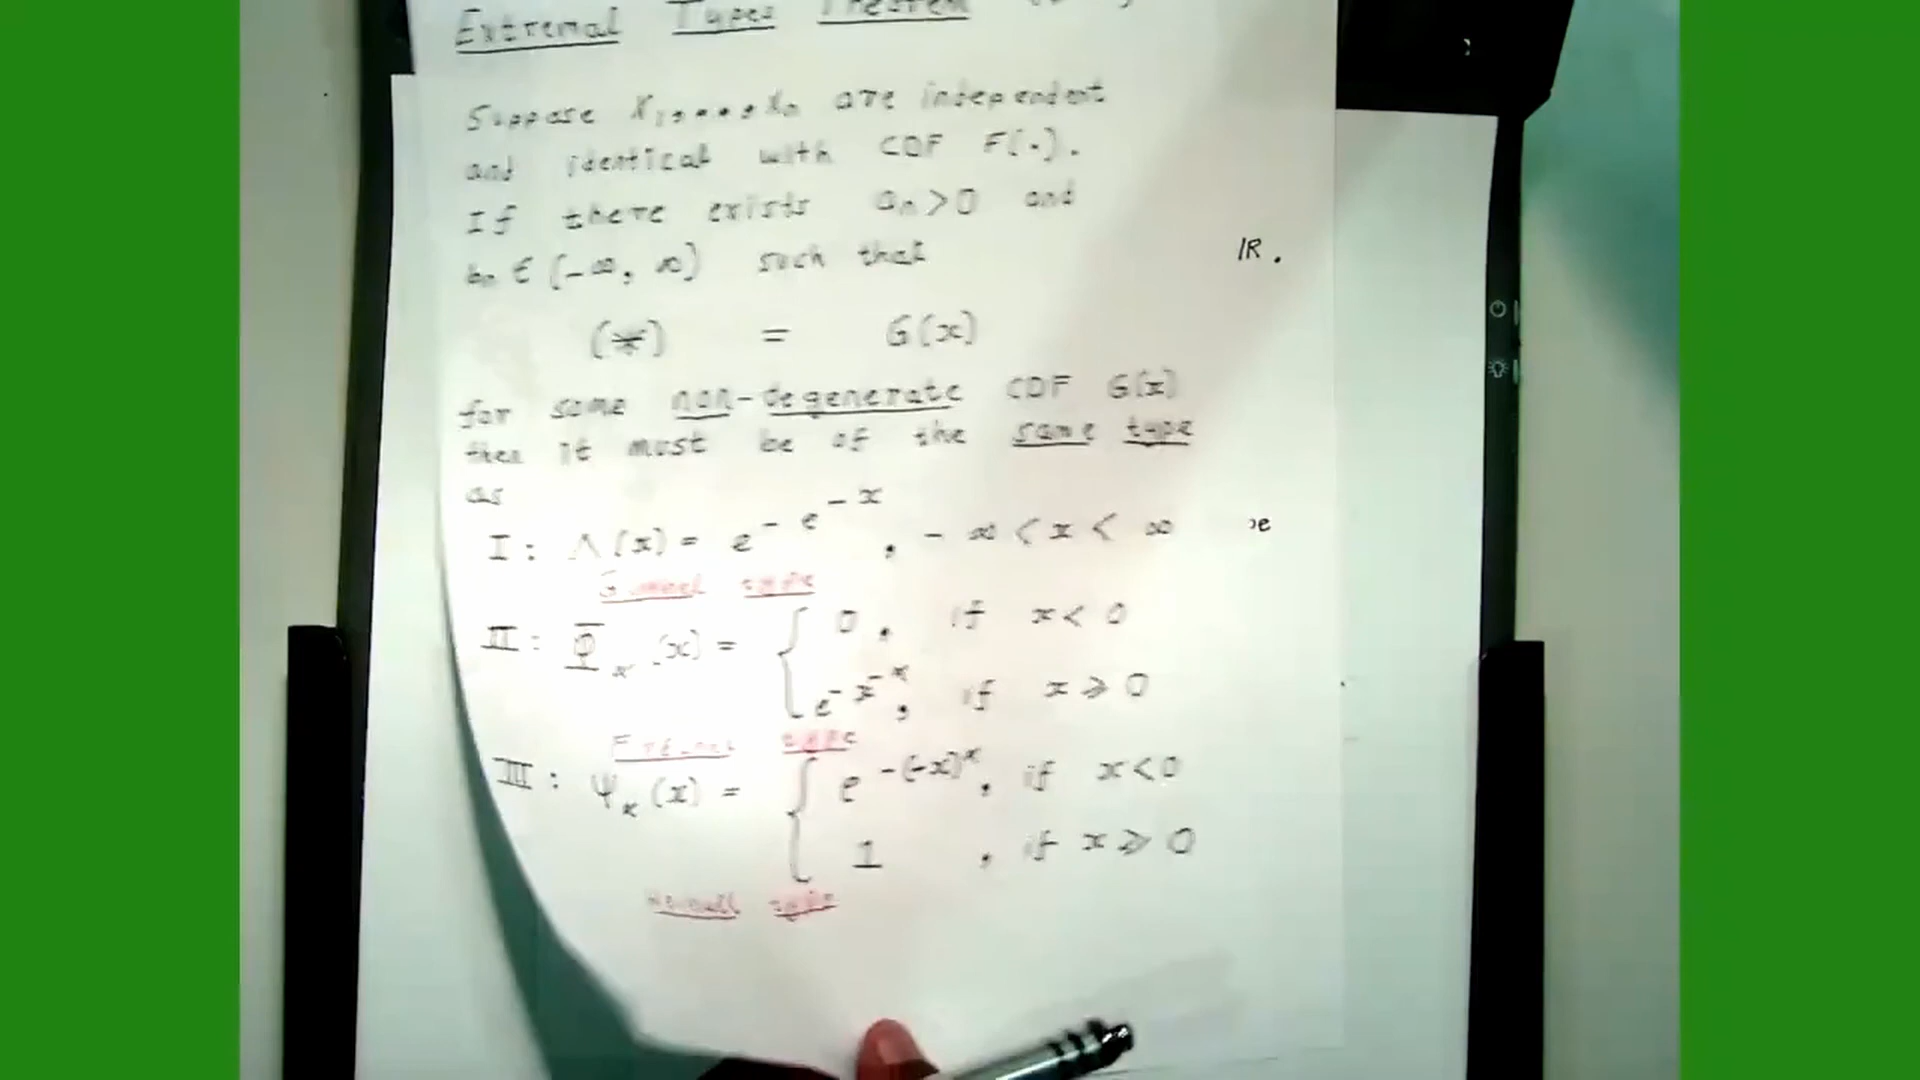 Extremal Types Theorem
Suppose X₁,...,Xₙ are independent
and identical with CDF F(·).
If there exists aₙ>0 and
bₙ ∈ (-∞, ∞) such that
IR.
(*) = G(x)
for some non-degenerate CDF G(x)
then it must be of the same type
as
I: Λ(x) = e^{-e^{-x}}, -∞ < x < ∞
Gumbel type
II: Φ_α(x) = { 0, if x < 0
e^{-x^{-α}}, if x ⩾ 0
Fréchet type
III: Ψ_α(x) = { e^{-(-x)^α}, if x < 0
1, if x ⩾ 0
type